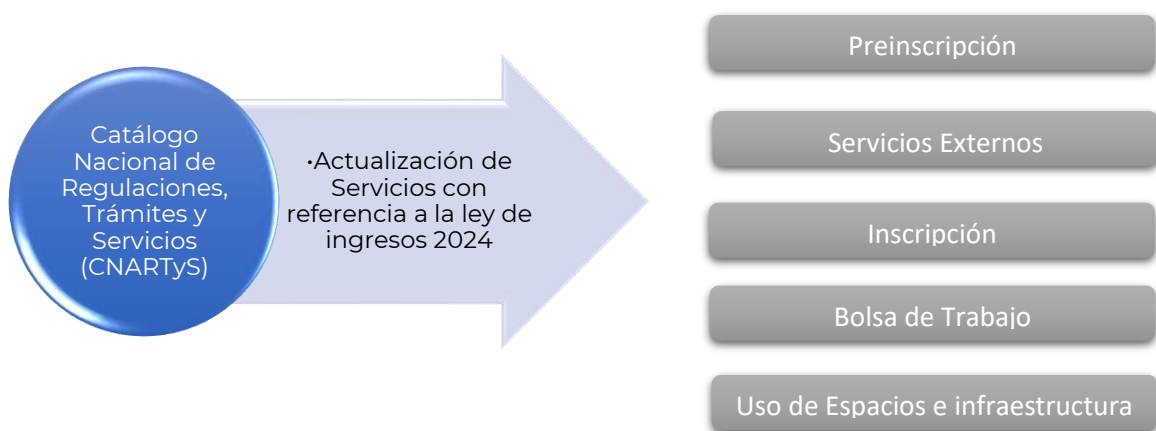 Catálogo
Nacional de
Regulaciones,
Trámites y
Servicios
(CNARTyS)
•Actualización de
Servicios con
referencia a la ley de
ingresos 2024
Preinscripción
Servicios Externos
Inscripción
Bolsa de Trabajo
Uso de Espacios e infraestructura